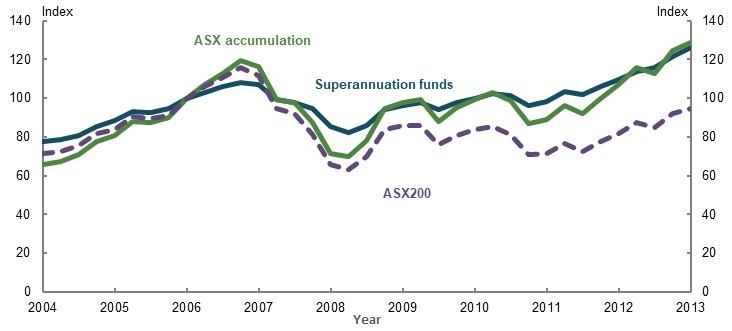 Index Index
140 140
ASX accumulation
120 120
Superannuation funds
100 100
80 80
60 60
ASX200
40 40
20 20
0 0
2004 2005 2006 2007 2008 2009 2010 2011 2012 2013
Year